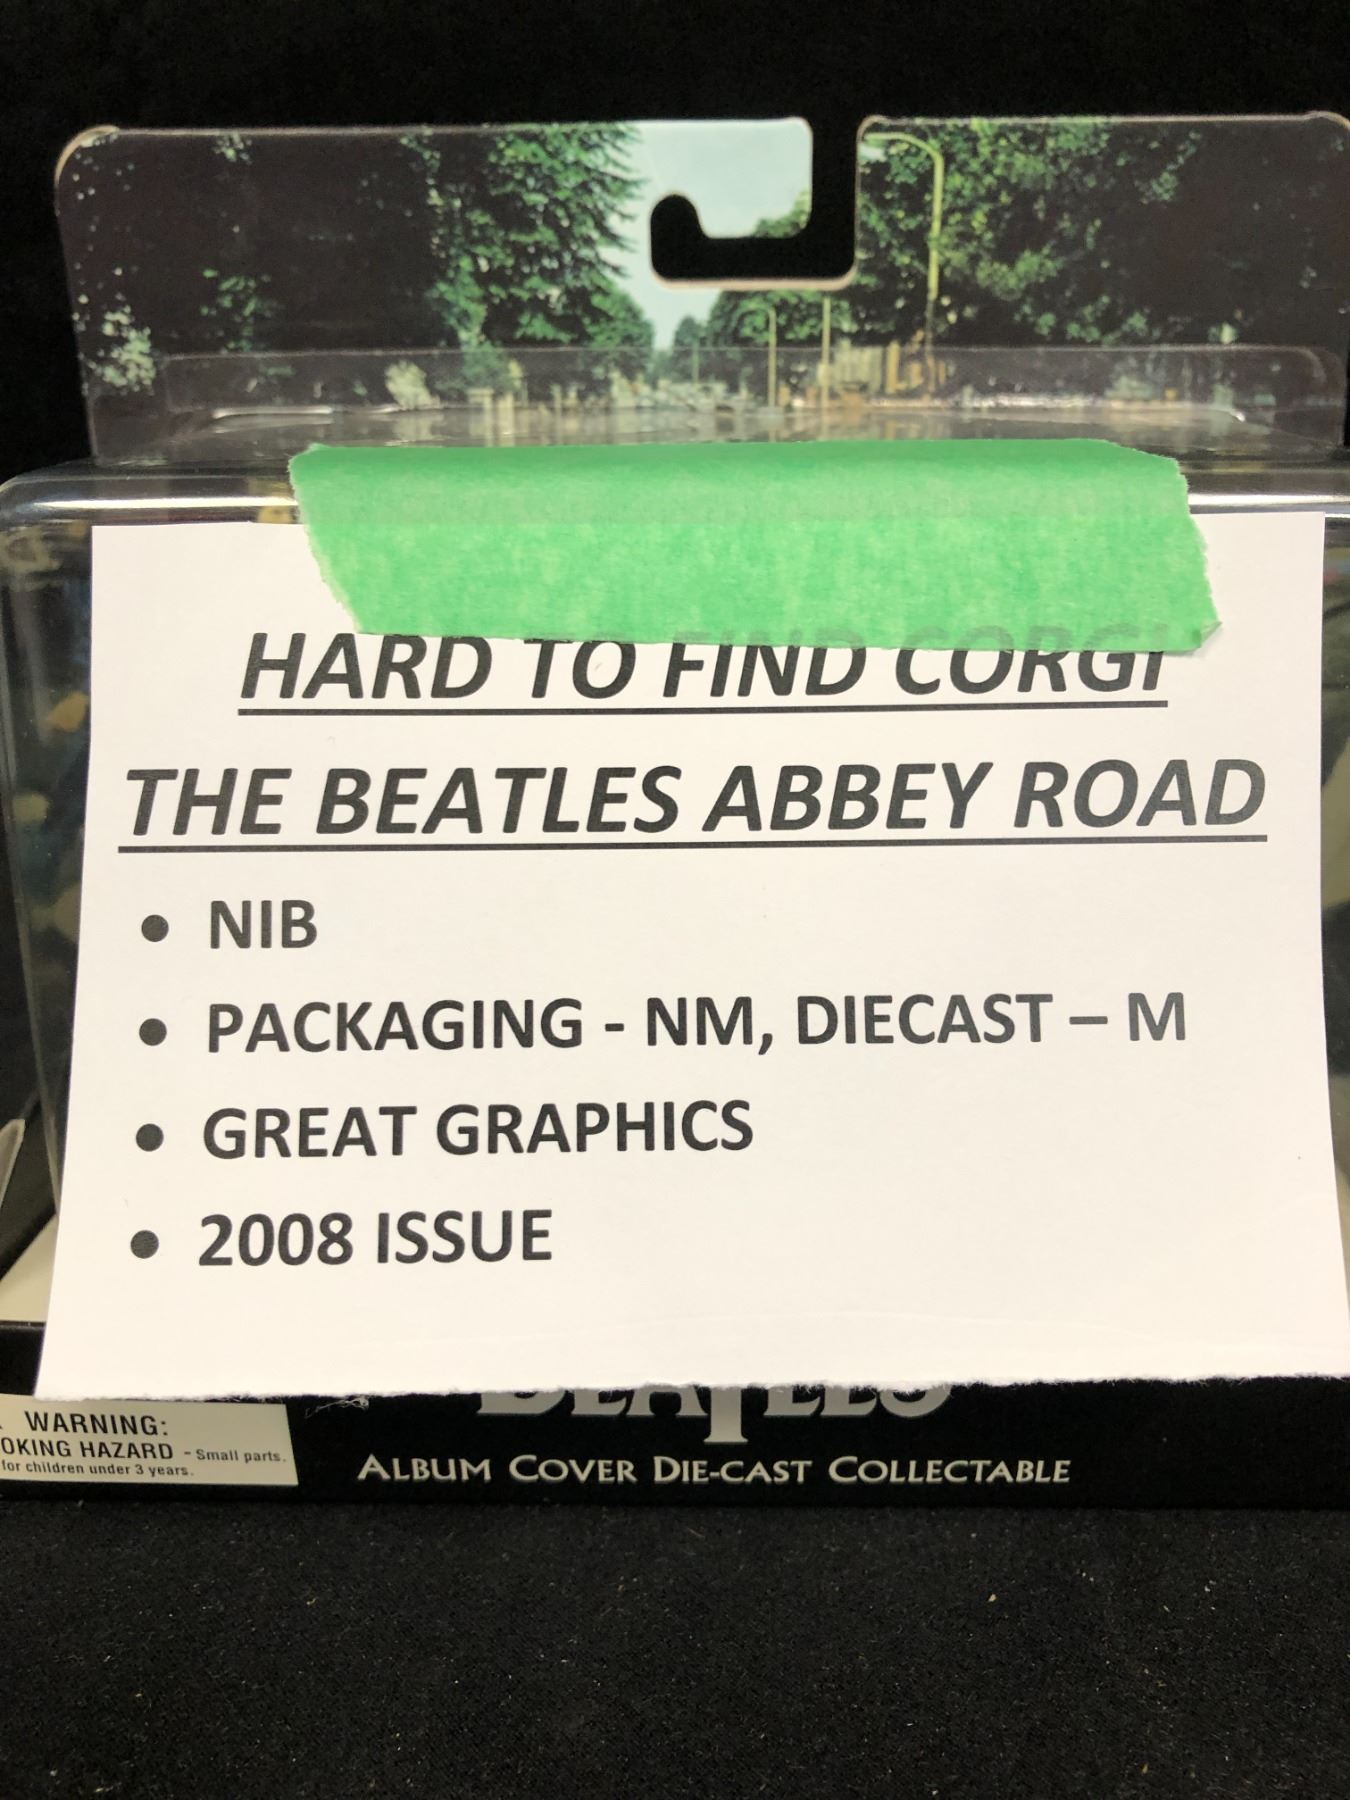 HARD TO FIND CORGI
THE BEATLES ABBEY ROAD
• NIB
• PACKAGING - NM, DIECAST – M
• GREAT GRAPHICS
• 2008 ISSUE
BEATLES
WARNING:
OKING HAZARD - Small parts.
for children under 3 years.
ALBUM COVER DIE-CAST COLLECTABLE